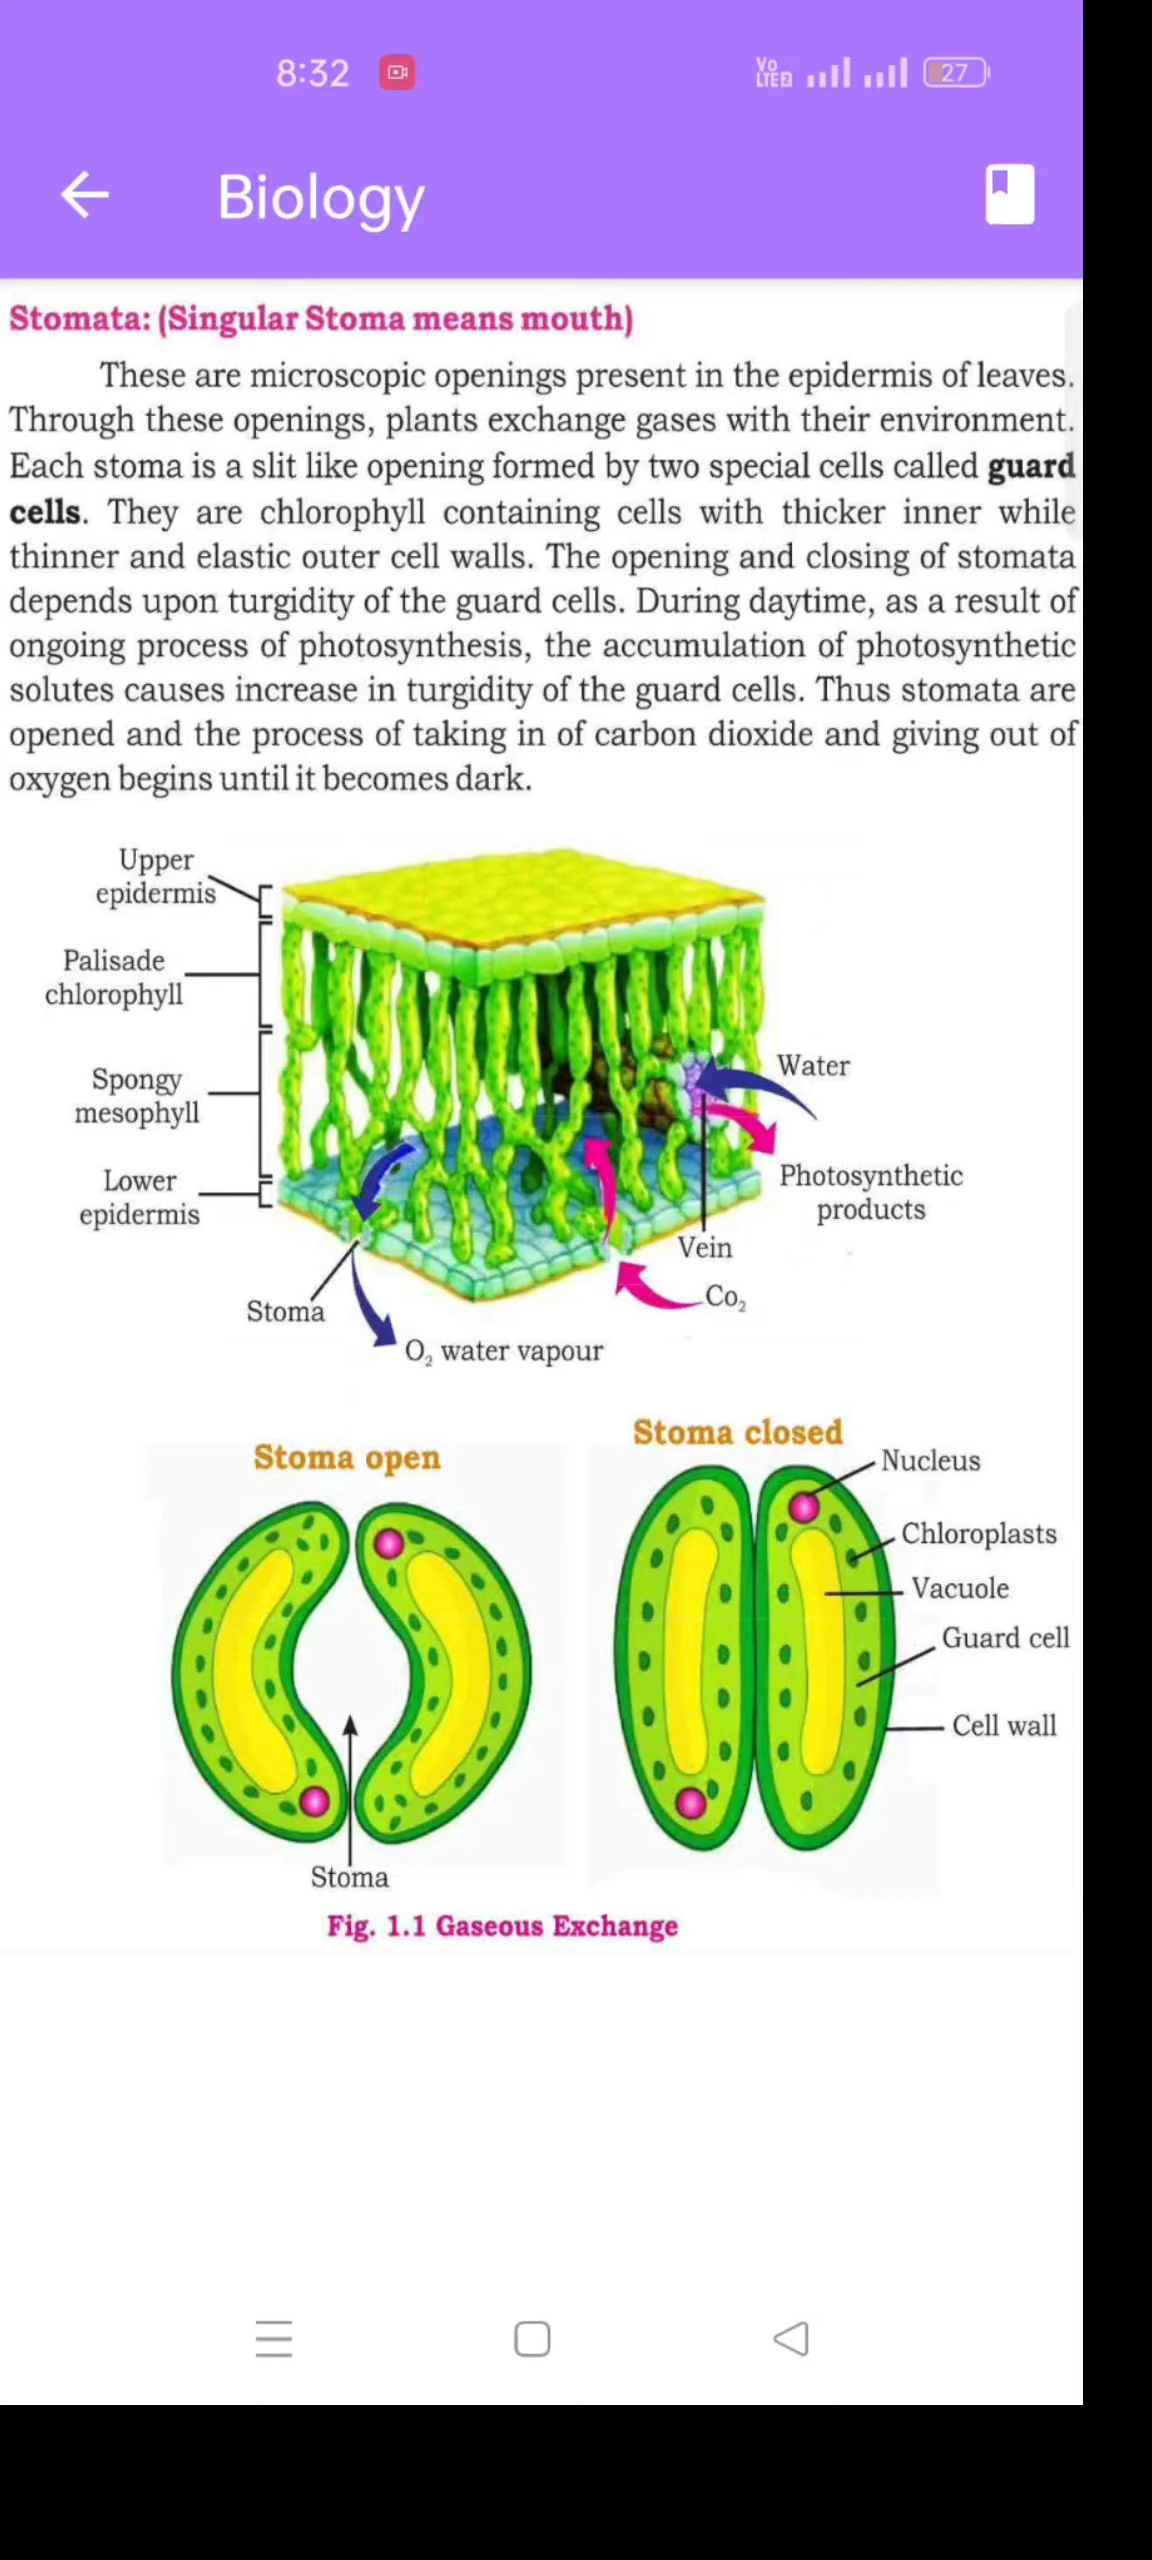 8:32
Vo LTE2
27
Biology
Stomata: (Singular Stoma means mouth)
These are microscopic openings present in the epidermis of leaves.
Through these openings, plants exchange gases with their environment.
Each stoma is a slit like opening formed by two special cells called guard
cells. They are chlorophyll containing cells with thicker inner while
thinner and elastic outer cell walls. The opening and closing of stomata
depends upon turgidity of the guard cells. During daytime, as a result of
ongoing process of photosynthesis, the accumulation of photosynthetic
solutes causes increase in turgidity of the guard cells. Thus stomata are
opened and the process of taking in of carbon dioxide and giving out of
oxygen begins until it becomes dark.
Upper
epidermis
Palisade
chlorophyll
Spongy
mesophyll
Lower
epidermis
Water
Photosynthetic
products
Vein
Co₂
Stoma
O₂ water vapour
Stoma open
Stoma closed
Nucleus
Chloroplasts
Vacuole
Guard cell
Cell wall
Stoma
Fig. 1.1 Gaseous Exchange